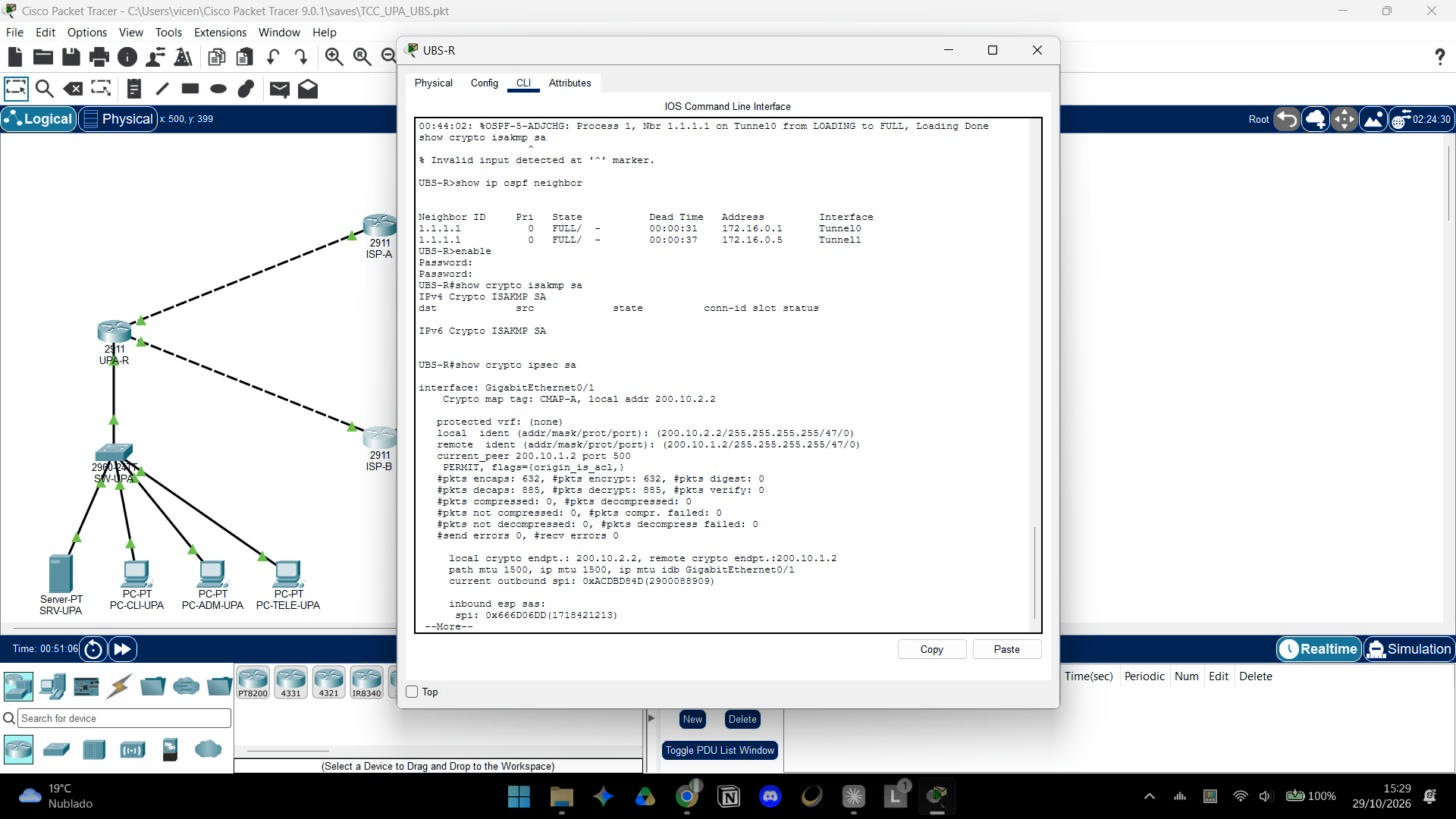 Cisco Packet Tracer - C:\Users\vicen\Cisco Packet Tracer 9.0.1\saves\TCC_UPA_UBS.pkt
File Edit Options View Tools Extensions Window Help
Logical Physical x: 500, y: 399
Root 02:24:30
2911
ISP-A
2911
UPA-R
2911
ISP-B
SW-UPA
Server-PT
SRV-UPA
PC-PT
PC-CLI-UPA
PC-PT
PC-ADM-UPA
PC-PT
PC-TELE-UPA
UBS-R
Physical Config CLI Attributes
IOS Command Line Interface
00:44:02: %OSPF-5-ADJCHG: Process 1, Nbr 1.1.1.1 on Tunnel0 from LOADING to FULL, Loading Done
show crypto isakmp sa
^
% Invalid input detected at '^' marker.
UBS-R>show ip ospf neighbor
Neighbor ID Pri State Dead Time Address Interface
1.1.1.1 0 FULL/ - 00:00:31 172.16.0.1 Tunnel0
1.1.1.1 0 FULL/ - 00:00:37 172.16.0.5 Tunnel1
UBS-R>enable
Password:
Password:
UBS-R#show crypto isakmp sa
IPv4 Crypto ISAKMP SA
dst src state conn-id slot status
IPv6 Crypto ISAKMP SA
UBS-R#show crypto ipsec sa
interface: GigabitEthernet0/1
Crypto map tag: CMAP-A, local addr 200.10.2.2
protected vrf: (none)
local ident (addr/mask/prot/port): (200.10.2.2/255.255.255.255/47/0)
remote ident (addr/mask/prot/port): (200.10.1.2/255.255.255.255/47/0)
current_peer 200.10.1.2 port 500
PERMIT, flags={origin_is_acl,}
#pkts encaps: 632, #pkts encrypt: 632, #pkts digest: 0
#pkts decaps: 885, #pkts decrypt: 885, #pkts verify: 0
#pkts compressed: 0, #pkts decompressed: 0
#pkts not compressed: 0, #pkts compr. failed: 0
#pkts not decompressed: 0, #pkts decompress failed: 0
#send errors 0, #recv errors 0
local crypto endpt.: 200.10.2.2, remote crypto endpt.:200.10.1.2
path mtu 1500, ip mtu 1500, ip mtu idb GigabitEthernet0/1
current outbound spi: 0xACDBD84D(2900088909)
inbound esp sas:
spi: 0x666D06DD(1718421213)
--More--
Copy Paste
Top
Time: 00:51:06
Realtime Simulation
PT8200 4331 4321 IR8340
Search for device
(Select a Device to Drag and Drop to the Workspace)
New Delete
Toggle PDU List Window
Time(sec) Periodic Num Edit Delete
19°C
Nublado
L 1
100%
15:29
29/10/2026